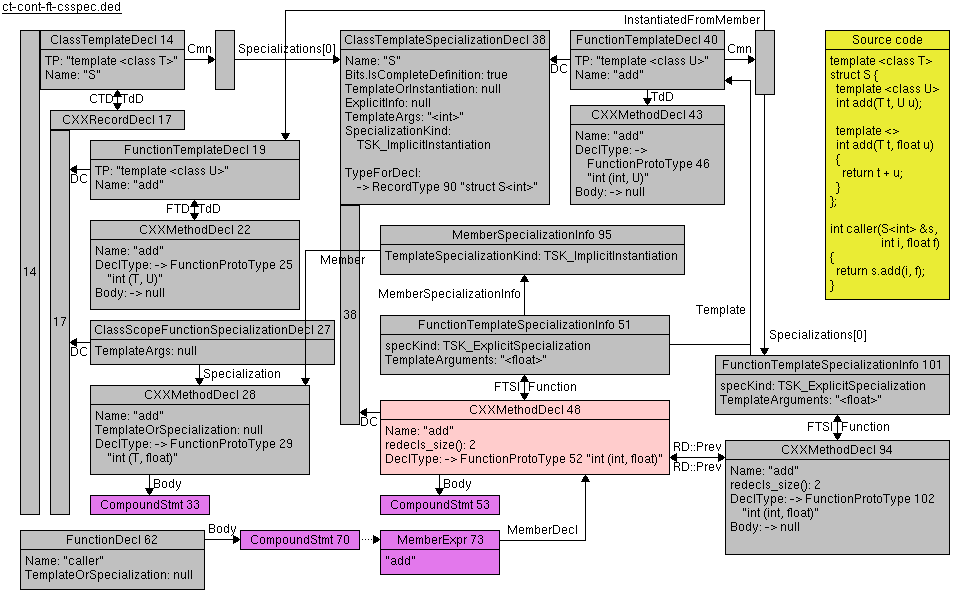 ct-cont-ft-csspec.ded
ClassTemplateDecl 14
TP: "template <class T>"
Name: "S"
Cmn
Specializations[0]
CTD
TdD
CXXRecordDecl 17
FunctionTemplateDecl 19
TP: "template <class U>"
Name: "add"
DC
FTD
TdD
CXXMethodDecl 22
Name: "add"
DeclType: -> FunctionProtoType 25
"int (T, U)"
Body: -> null
14
17
ClassScopeFunctionSpecializationDecl 27
TemplateArgs: null
DC
Specialization
CXXMethodDecl 28
Name: "add"
TemplateOrSpecialization: null
DeclType: -> FunctionProtoType 29
"int (T, float)"
Body
CompoundStmt 33
FunctionDecl 62
Name: "caller"
TemplateOrSpecialization: null
Body
CompoundStmt 70
MemberExpr 73
"add"
MemberDecl
ClassTemplateSpecializationDecl 38
Name: "S"
Bits.IsCompleteDefinition: true
TemplateOrInstantiation: null
ExplicitInfo: null
TemplateArgs: "<int>"
SpecializationKind:
TSK_ImplicitInstantiation
TypeForDecl:
-> RecordType 90 "struct S<int>"
38
InstantiatedFromMember
FunctionTemplateDecl 40
TP: "template <class U>"
Name: "add"
DC
Cmn
TdD
CXXMethodDecl 43
Name: "add"
DeclType: ->
FunctionProtoType 46
"int (int, U)"
Body: -> null
MemberSpecializationInfo 95
TemplateSpecializationKind: TSK_ImplicitInstantiation
Member
MemberSpecializationInfo
FunctionTemplateSpecializationInfo 51
specKind: TSK_ExplicitSpecialization
TemplateArguments: "<float>"
Template
FTSI
Function
CXXMethodDecl 48
Name: "add"
redecls_size(): 2
DeclType: -> FunctionProtoType 52 "int (int, float)"
DC
Body
CompoundStmt 53
RD::Prev
RD::Prev
Specializations[0]
FunctionTemplateSpecializationInfo 101
specKind: TSK_ExplicitSpecialization
TemplateArguments: "<float>"
FTSI
Function
CXXMethodDecl 94
Name: "add"
redecls_size(): 2
DeclType: -> FunctionProtoType 102
"int (int, float)"
Body: -> null
Source code
template <class T>
struct S {
template <class U>
int add(T t, U u);
template <>
int add(T t, float u)
{
return t + u;
}
};
int caller(S<int> &s,
int i, float f)
{
return s.add(i, f);
}